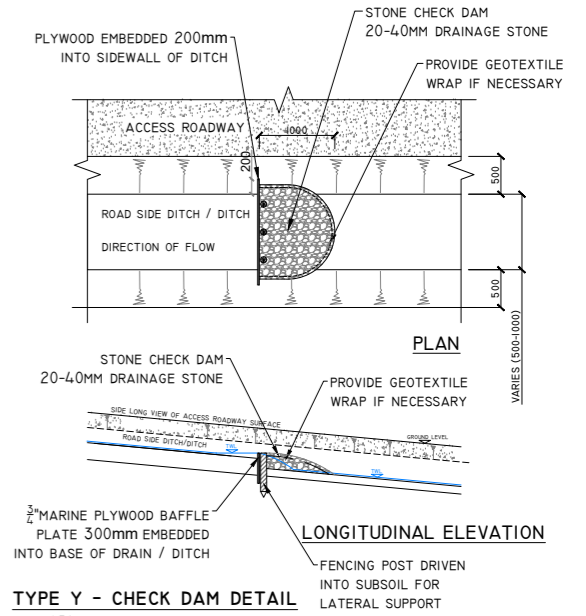 STONE CHECK DAM
20-40MM DRAINAGE STONE
PLYWOOD EMBEDDED 200mm
INTO SIDEWALL OF DITCH
PROVIDE GEOTEXTILE
WRAP IF NECESSARY
ACCESS ROADWAY
1000
200
500
ROAD SIDE DITCH / DITCH
DIRECTION OF FLOW
500
VARIES (500-1000)
PLAN
STONE CHECK DAM
20-40MM DRAINAGE STONE
PROVIDE GEOTEXTILE
WRAP IF NECESSARY
SIDE LONG VIEW OF ACCESS ROADWAY SURFACE
GROUND LEVEL
ROAD SIDE DITCH/DITCH
TWL
TWL
3/4"MARINE PLYWOOD BAFFLE
PLATE 300mm EMBEDDED
INTO BASE OF DRAIN / DITCH
LONGITUDINAL ELEVATION
FENCING POST DRIVEN
INTO SUBSOIL FOR
LATERAL SUPPORT
TYPE Y - CHECK DAM DETAIL